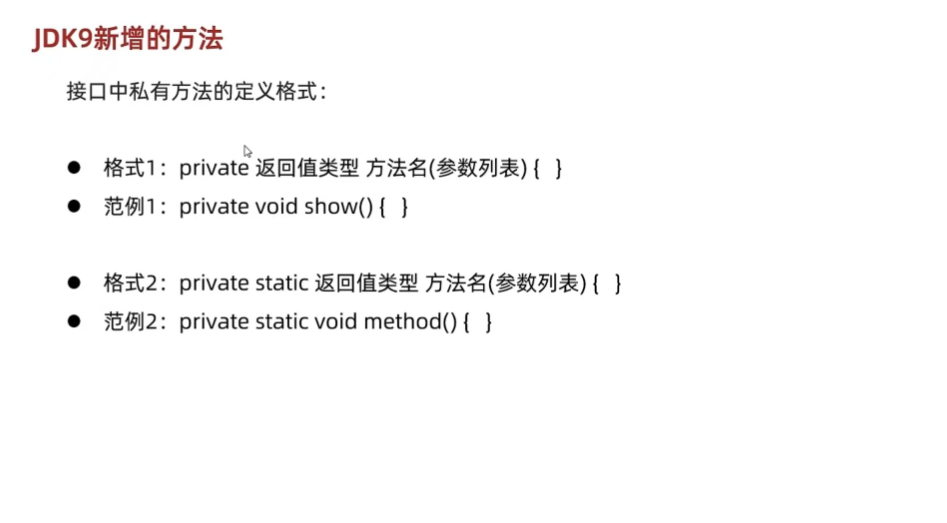 JDK9新增的方法
接口中私有方法的定义格式：
● 格式1：private 返回值类型 方法名(参数列表) { }
● 范例1：private void show() { }
● 格式2：private static 返回值类型 方法名(参数列表) { }
● 范例2：private static void method() { }